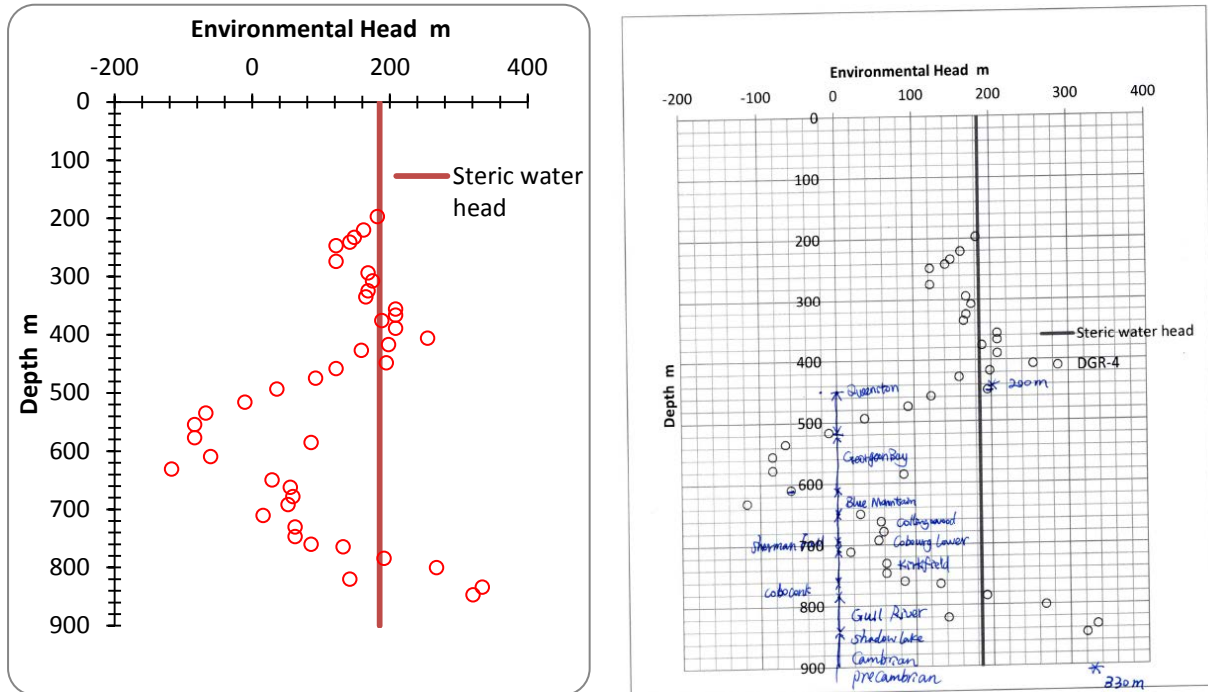 Environmental Head m
-200 0 200 400
0
100
200
300
400
500
600
700
800
900
Depth m
Steric water
head
Environmental Head m
-200 -100 0 100 200 300 400
0
100
200
300
400
500
600
700
800
900
Depth m
Steric water head
DGR-4
200m
Queenston
Georgian Bay
Blue Mountain
Collingwood
Cobourg Lower
Sherman
Kirkfield
Coboconk
Gull River
Shadow lake
Cambrian
precambrian
330m